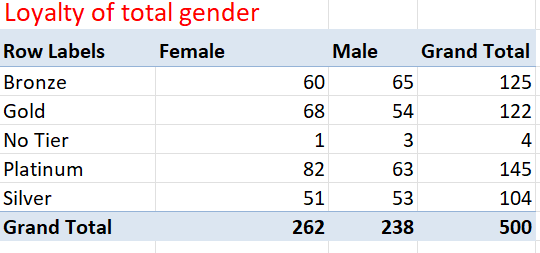 Loyalty of total gender
Row Labels Female Male Grand Total
Bronze 60 65 125
Gold 68 54 122
No Tier 1 3 4
Platinum 82 63 145
Silver 51 53 104
Grand Total 262 238 500